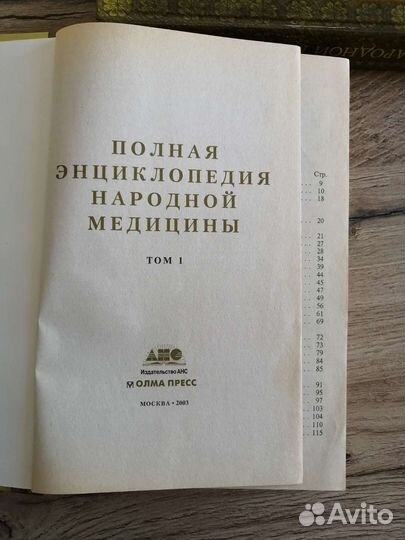 НАРОДНОЙ
ПОЛНАЯ
ЭНЦИКЛОПЕДИЯ
НАРОДНОЙ
МЕДИЦИНЫ
ТОМ 1
АНС
Издательство АНС
ОЛМА ПРЕСС
МОСКВА • 2003
Стр.
9
10
18
20
21
27
28
34
39
44
45
47
49
56
61
69
72
73
79
84
85
91
95
97
103
104
110
115
Avito